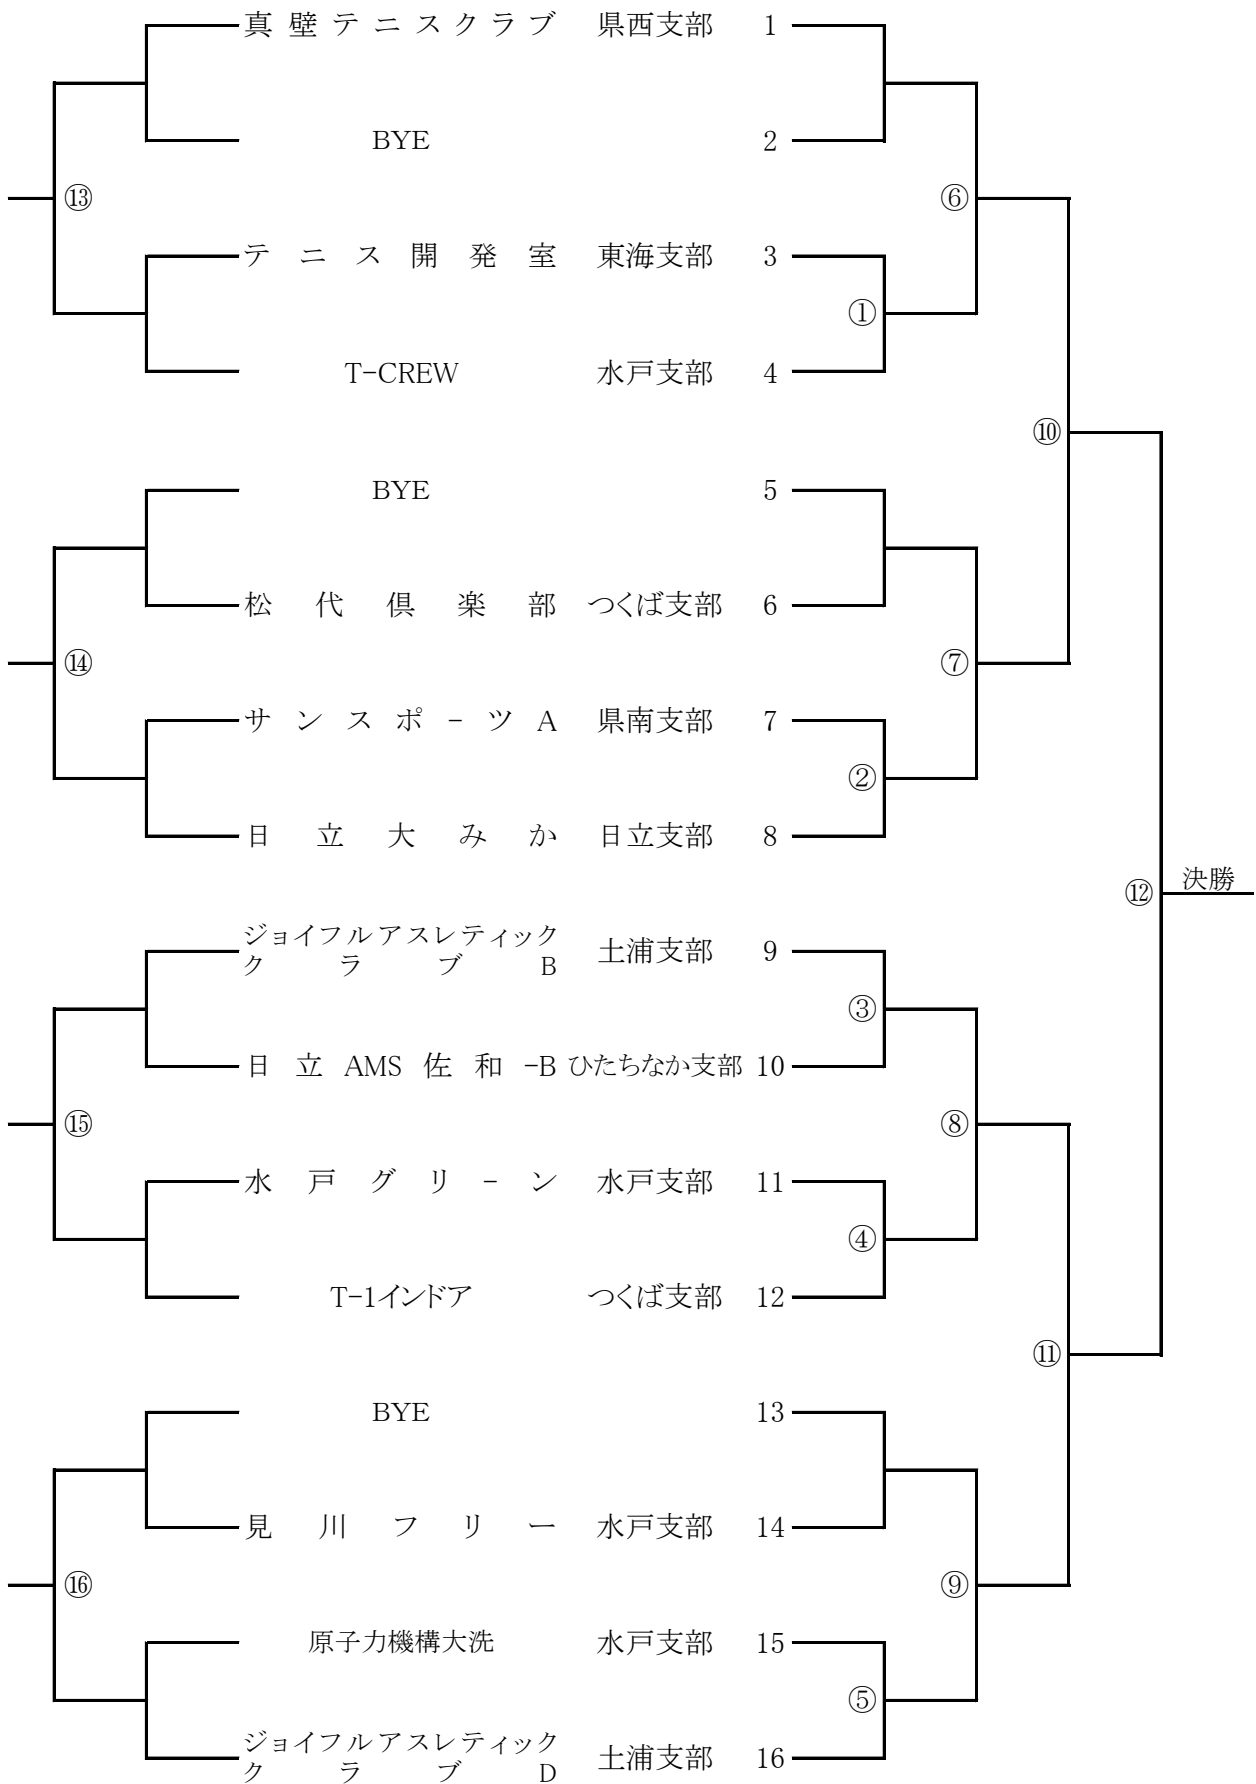 真壁テニスクラブ 県西支部 1
BYE 2
⑬ ⑥
テニス開発室 東海支部 3
①
T-CREW 水戸支部 4
⑩
BYE 5
松代倶楽部 つくば支部 6
⑭ ⑦
サンスポ-ツA 県南支部 7
②
日立大みか 日立支部 8
⑫ 決勝
ジョイフルアスレティック
クラブB 土浦支部 9
③
日立AMS佐和-B ひたちなか支部 10
⑮ ⑧
水戸グリ-ン 水戸支部 11
④
T-1インドア つくば支部 12
⑪
BYE 13
見川フリー 水戸支部 14
⑯ ⑨
原子力機構大洗 水戸支部 15
⑤
ジョイフルアスレティック
クラブD 土浦支部 16